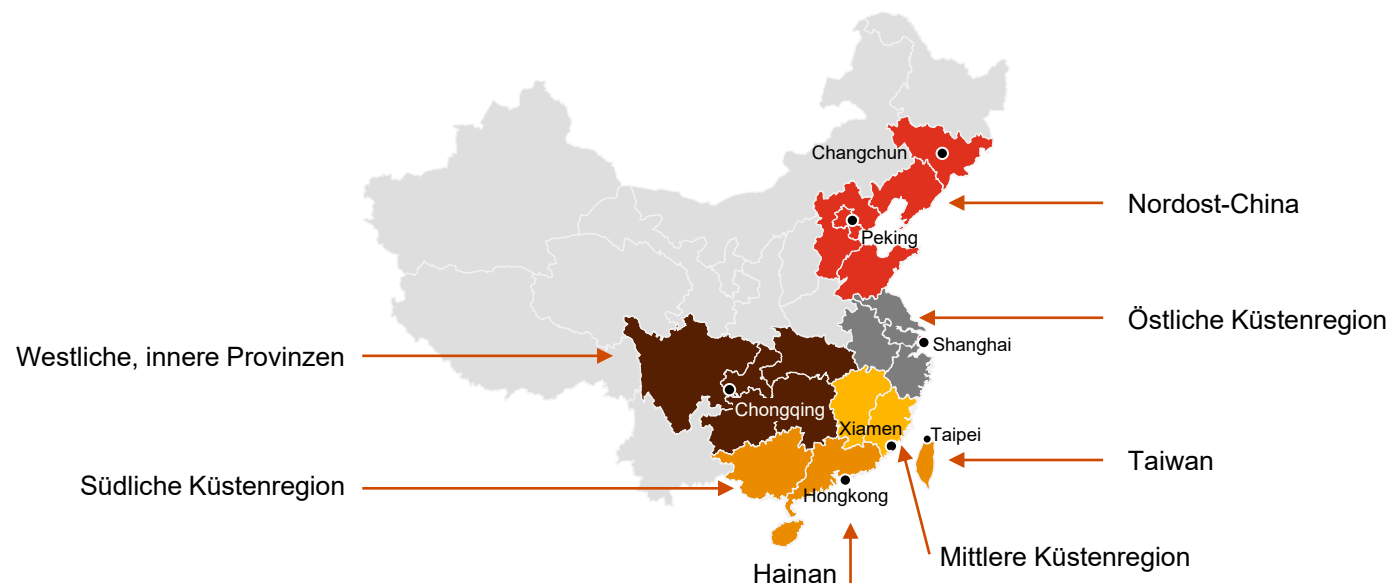 Changchun
Nordost-China
Peking
Östliche Küstenregion
Shanghai
Westliche, innere Provinzen
Chongqing
Xiamen
Taipei
Taiwan
Südliche Küstenregion
Hongkong
Mittlere Küstenregion
Hainan